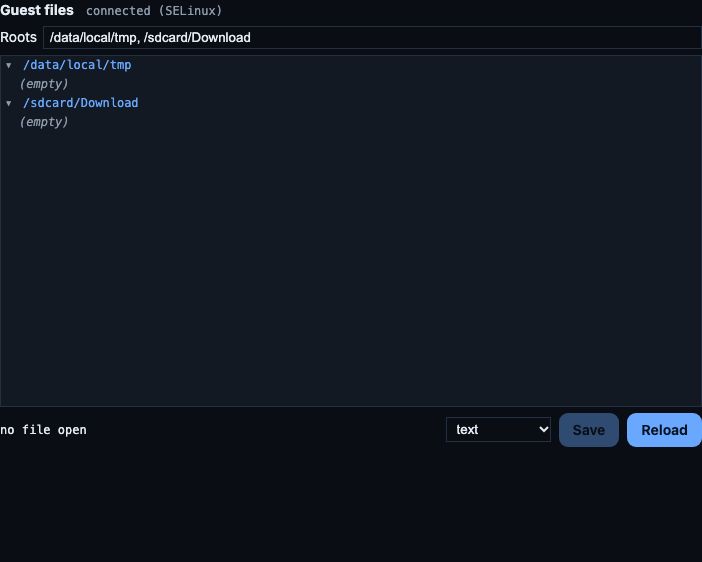 Guest files connected (SELinux)
Roots /data/local/tmp, /sdcard/Download
▾ /data/local/tmp
(empty)
▾ /sdcard/Download
(empty)
no file open text Save Reload